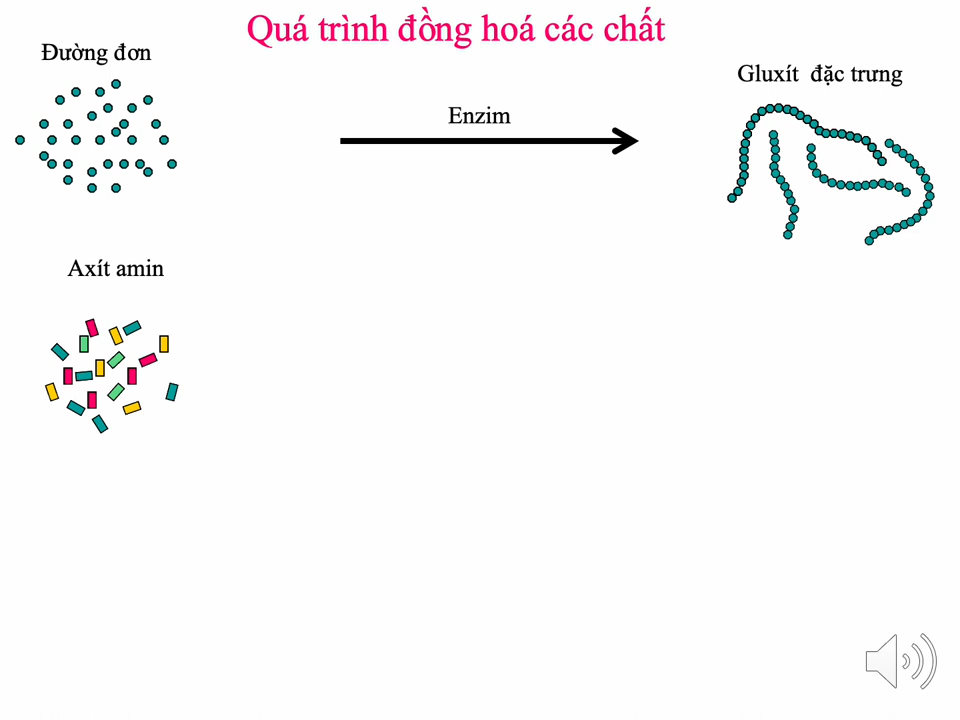 Quá trình đồng hoá các chất
Đường đơn
Gluxít đặc trưng
Enzim
Axít amin